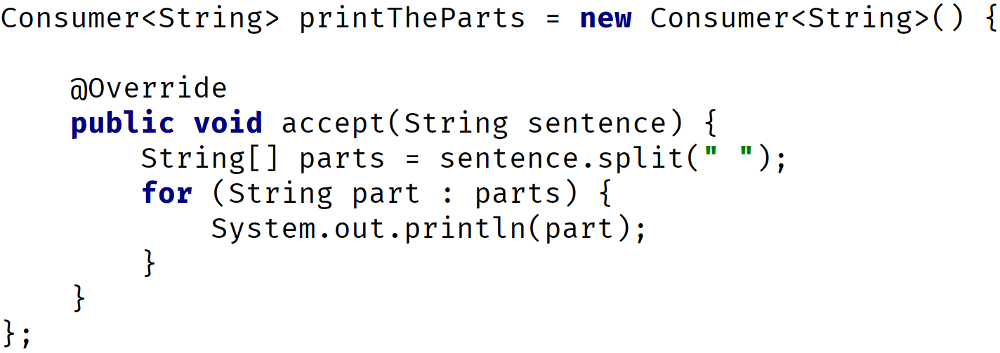 Consumer<String> printTheParts = new Consumer<String>() {
    @Override
    public void accept(String sentence) {
        String[] parts = sentence.split(" ");
        for (String part : parts) {
            System.out.println(part);
        }
    }
};